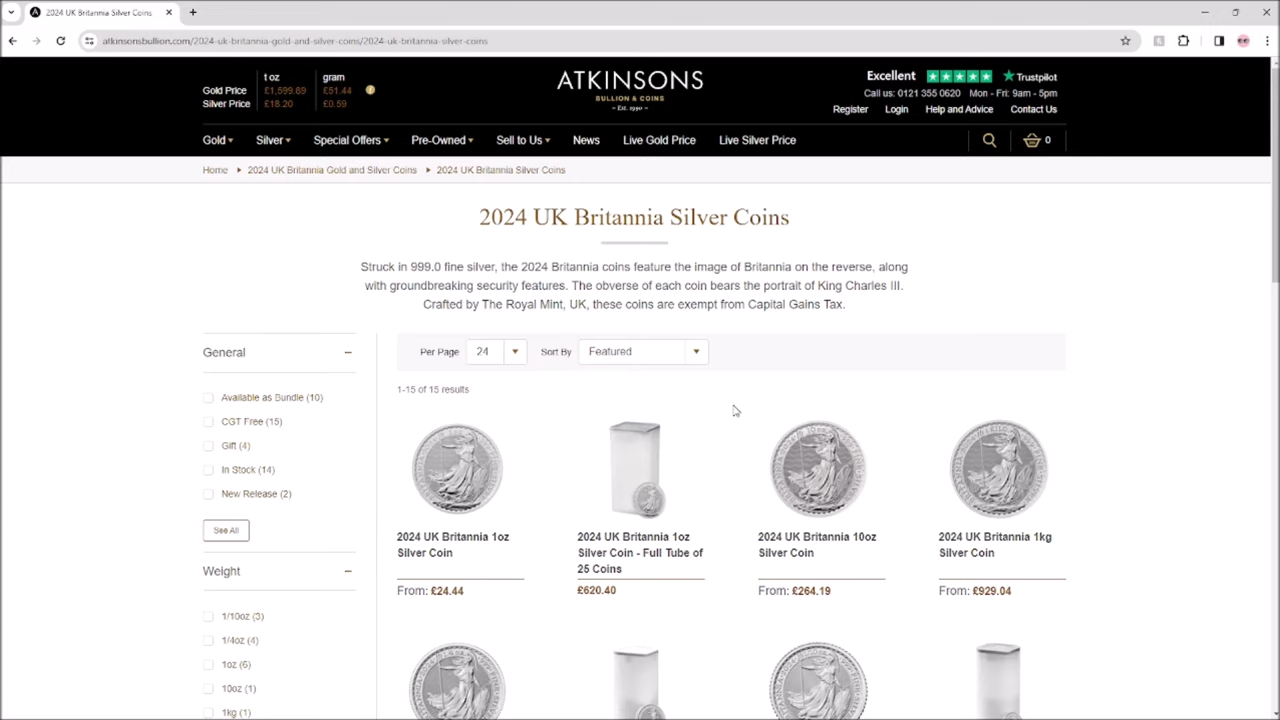 2024 UK Britannia Silver Coins
atkinsonsbullion.com/2024-uk-britannia-gold-and-silver-coins/2024-uk-britannia-silver-coins
t oz gram
Gold Price £1,599.89 £51.44
Silver Price £18.20 £0.59
ATKINSONS
BULLION & COINS
Est. 1990
Excellent Trustpilot
Call us: 0121 355 0620 Mon - Fri: 9am - 5pm
Register Login Help and Advice Contact Us
Gold Silver Special Offers Pre-Owned Sell to Us News Live Gold Price Live Silver Price 0
Home 2024 UK Britannia Gold and Silver Coins 2024 UK Britannia Silver Coins
2024 UK Britannia Silver Coins
Struck in 999.0 fine silver, the 2024 Britannia coins feature the image of Britannia on the reverse, along
with groundbreaking security features. The obverse of each coin bears the portrait of King Charles III.
Crafted by The Royal Mint, UK, these coins are exempt from Capital Gains Tax.
General
Available as Bundle (10)
CGT Free (15)
Gift (4)
In Stock (14)
New Release (2)
See All
Weight
1/10oz (3)
1/4oz (4)
1oz (6)
10oz (1)
1kg (1)
Per Page 24 Sort By Featured
1-15 of 15 results
2024 UK Britannia 1oz
Silver Coin
From: £24.44
2024 UK Britannia 1oz
Silver Coin - Full Tube of
25 Coins
£620.40
2024 UK Britannia 10oz
Silver Coin
From: £264.19
2024 UK Britannia 1kg
Silver Coin
From: £929.04